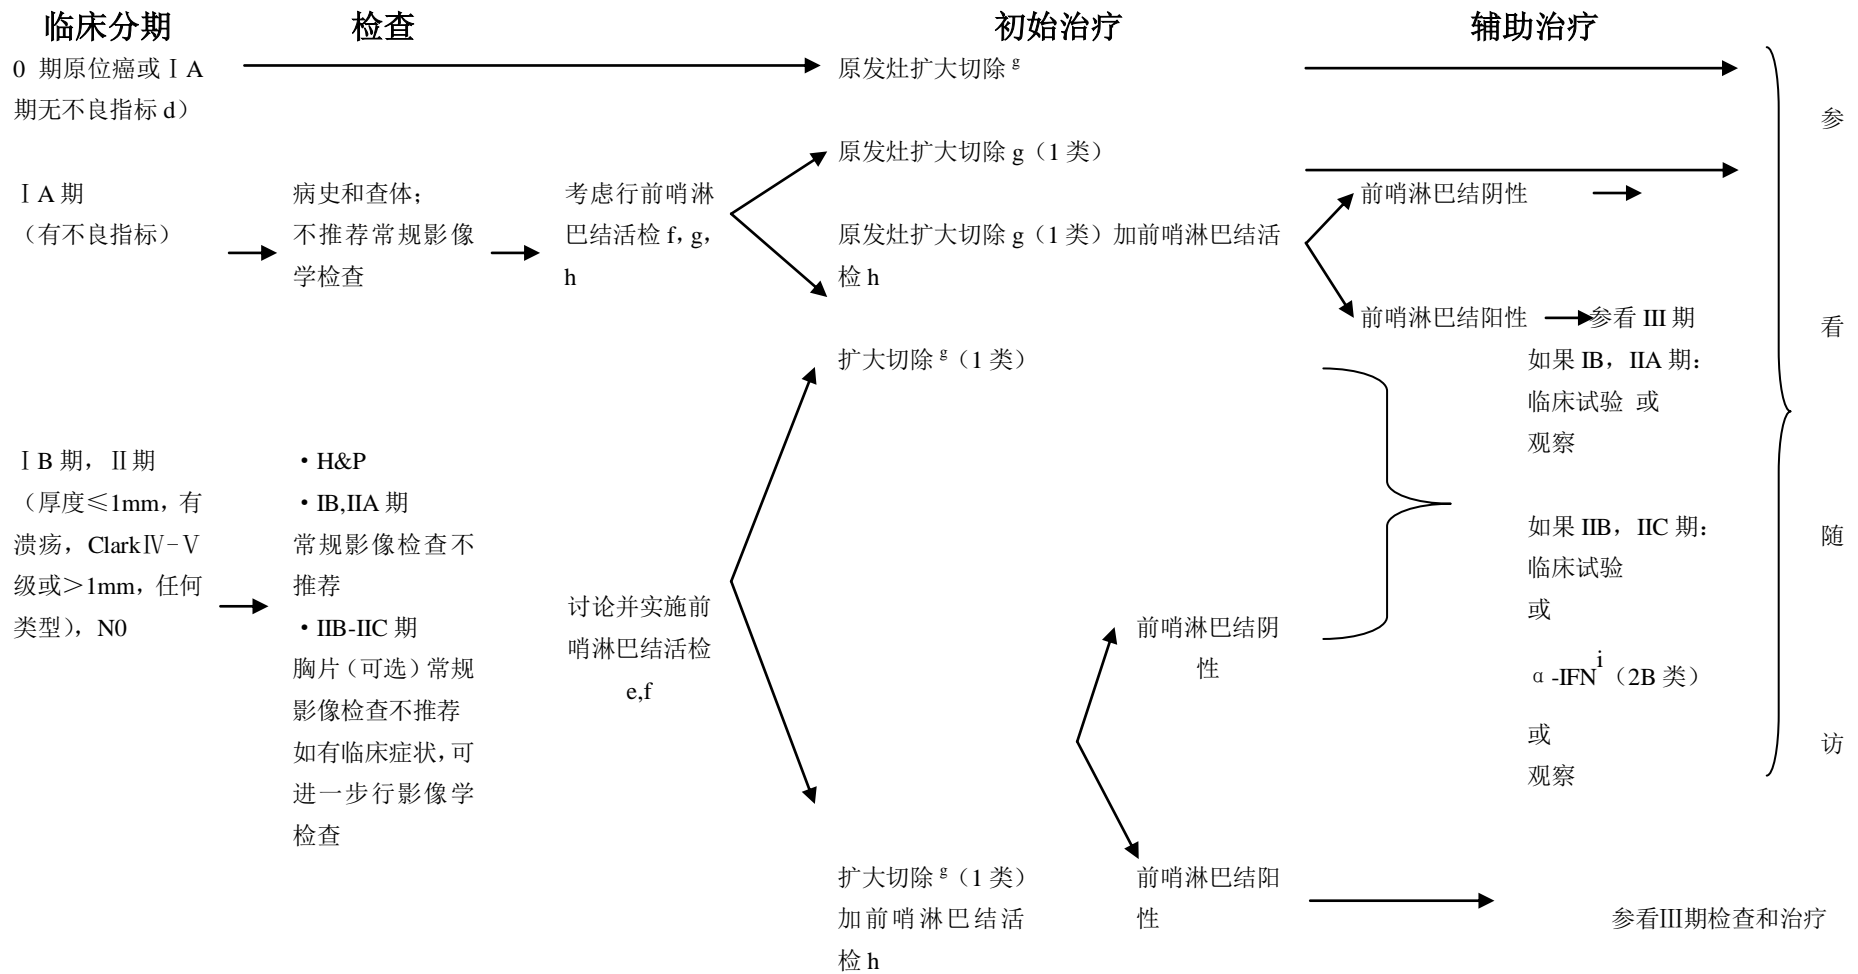 临床分期
检查
初始治疗
辅助治疗
0 期原位癌或ⅠA
期无不良指标 d）
原发灶扩大切除 g
ⅠA 期
（有不良指标）
病史和查体；
不推荐常规影像
学检查
考虑行前哨淋
巴结活检 f，g，
h
原发灶扩大切除 g（1 类）
原发灶扩大切除 g（1 类）加前哨淋巴结活
检 h
前哨淋巴结阴性
前哨淋巴结阳性
参看 III 期
ⅠB 期，Ⅱ期
（厚度≤1mm，有
溃疡，ClarkⅣ-Ⅴ
级或＞1mm，任何
类型），N0
·H&P
·IB,IIA 期
常规影像检查不
推荐
·IIB-IIC 期
胸片（可选）常规
影像检查不推荐
如有临床症状，可
进一步行影像学
检查
讨论并实施前
哨淋巴结活检
e,f
扩大切除 g（1 类）
扩大切除 g（1 类）
加前哨淋巴结活
检 h
前哨淋巴结阴
性
前哨淋巴结阳
性
如果 IB，IIA 期：
临床试验 或
观察
如果 IIB，IIC 期：
临床试验
或
α-IFN i（2B 类）
或
观察
参看Ⅲ期检查和治疗
参
看
随
访